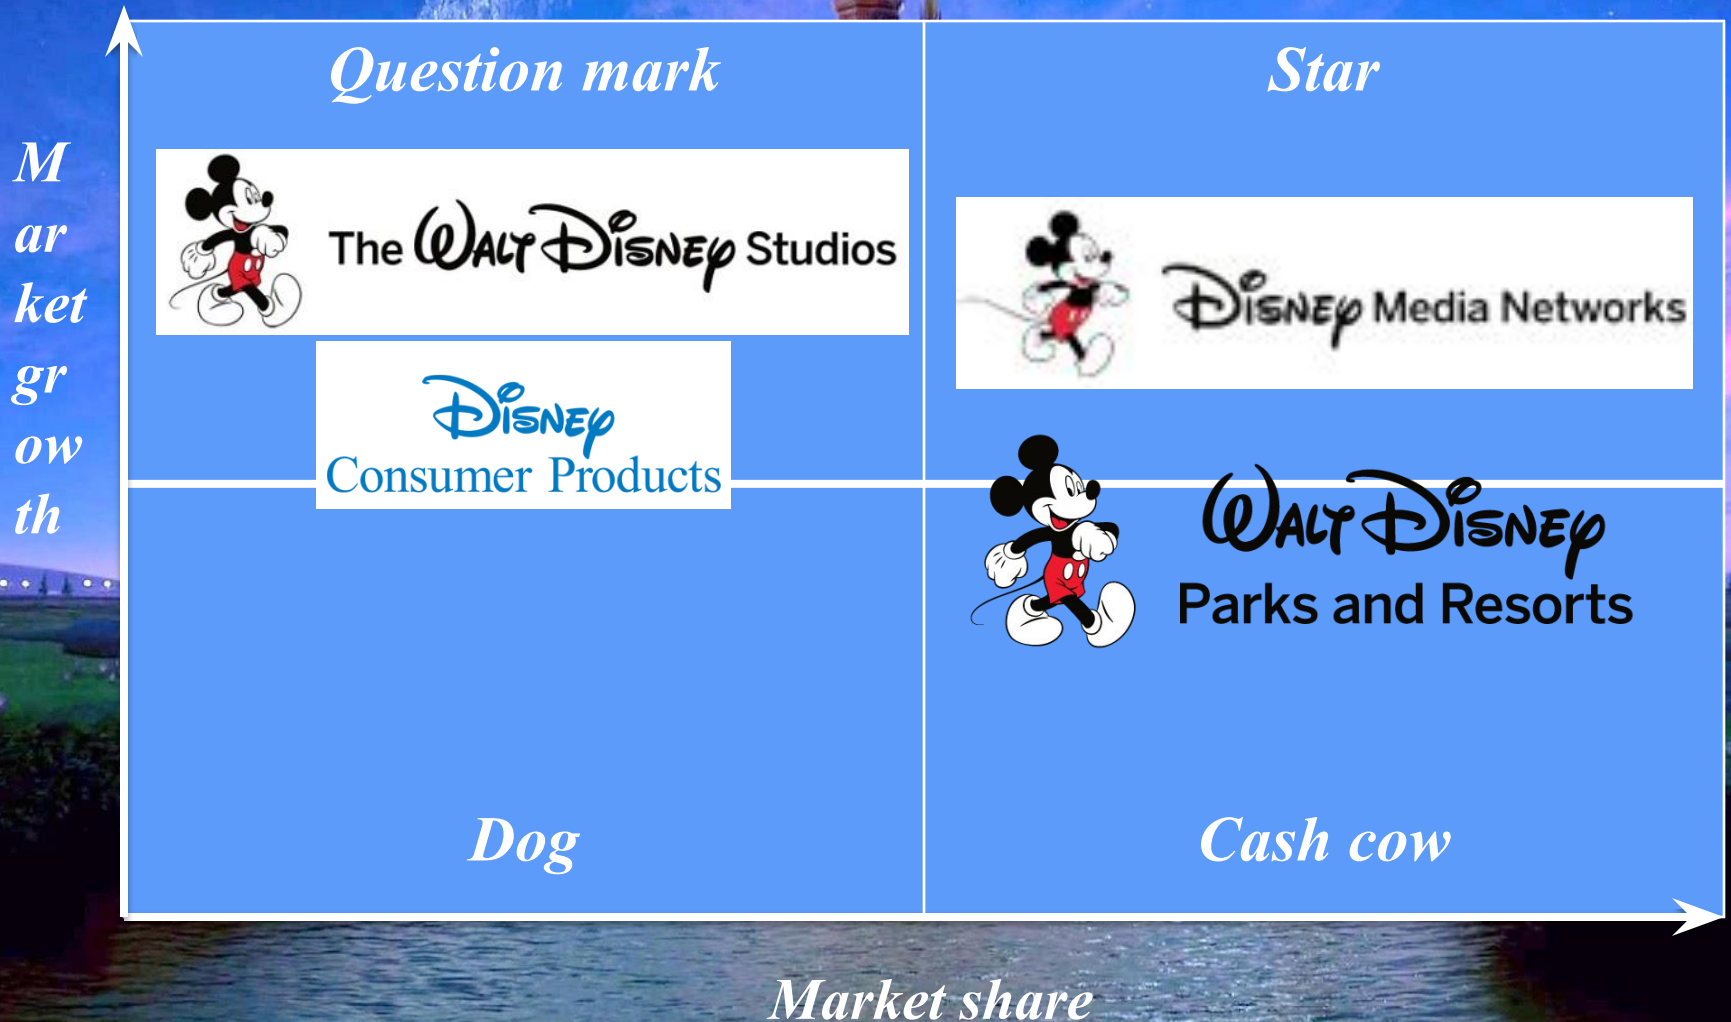 Question mark
Star
M
ar
ket
gr
ow
th
The Walt Disney Studios
Disney Media Networks
Disney
Consumer Products
Walt Disney
Parks and Resorts
Dog
Cash cow
Market share